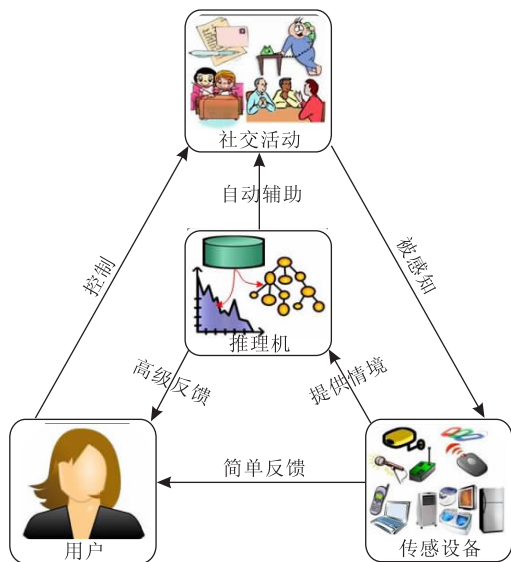 社交活动
自动辅助
控制
被感知
推理机
高级反馈
提供情境
简单反馈
用户
传感设备